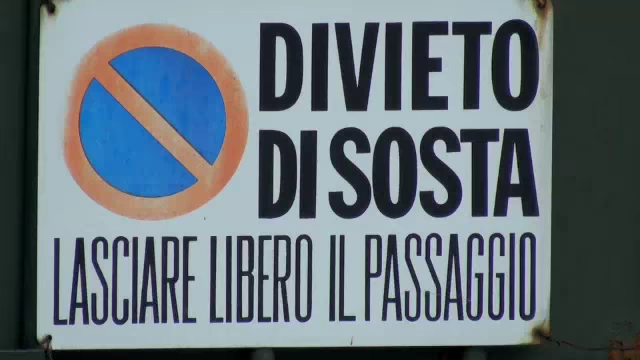 DIVIETO
DI SOSTA
LASCIARE LIBERO IL PASSAGGIO